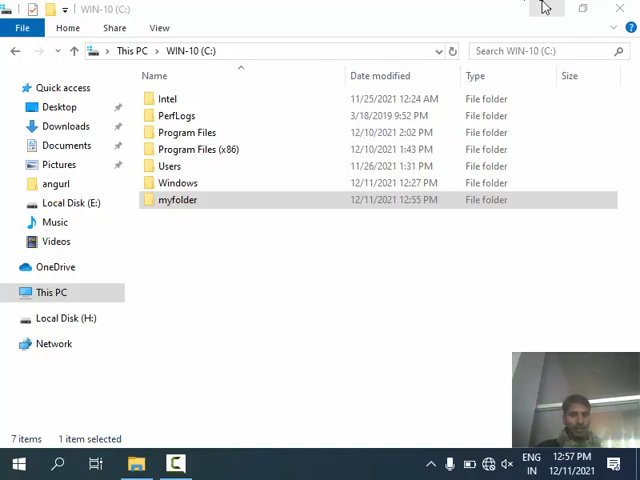 WIN-10 (C:)
File Home Share View
This PC WIN-10 (C:) Search WIN-10 (C:)
Name Date modified Type Size
Quick access
Desktop
Downloads
Documents
Pictures
angurl
Local Disk (E:)
Music
Videos
OneDrive
This PC
Local Disk (H:)
Network
Intel 11/25/2021 12:24 AM File folder
PerfLogs 3/18/2019 9:52 PM File folder
Program Files 12/10/2021 2:02 PM File folder
Program Files (x86) 12/10/2021 1:43 PM File folder
Users 11/26/2021 1:31 PM File folder
Windows 12/11/2021 12:27 PM File folder
myfolder 12/11/2021 12:55 PM File folder
7 items 1 item selected
ENG 12:57 PM
IN 12/11/2021